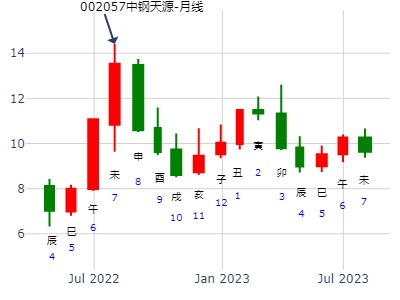 002057中钢天源-月线
14
12
10
8
6
辰
4
巳
5
午
6
未
7
申
8
酉
9
戌
10
亥
11
子
12
丑
1
寅
2
卯
3
辰
4
巳
5
午
6
未
7
Jul 2022
Jan 2023
Jul 2023